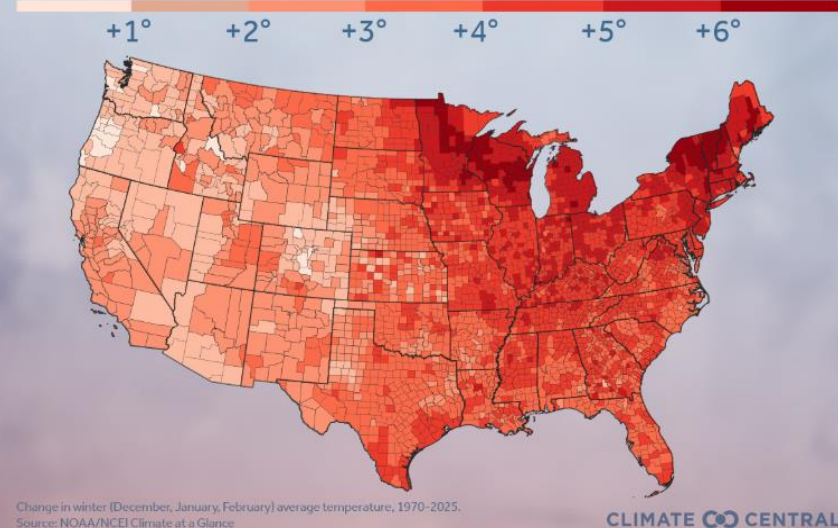 +1° +2° +3° +4° +5° +6°
Change in winter (December, January, February) average temperature, 1970-2025.
Source: NOAA/NCEI Climate at a Glance
CLIMATE CENTRAL